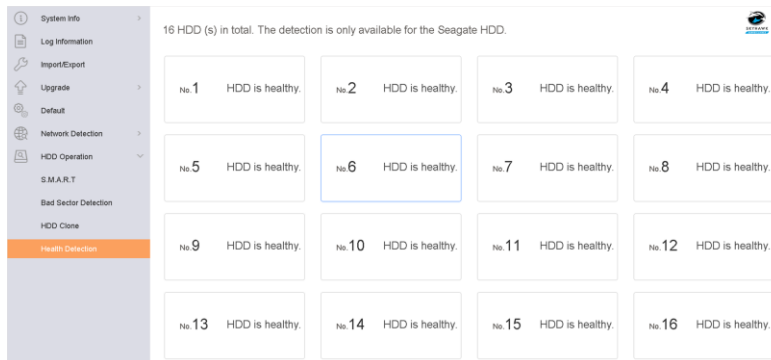 System Info
Log Information
Import/Export
Upgrade
Default
Network Detection
HDD Operation
S.M.A.R.T
Bad Sector Detection
HDD Clone
Health Detection
16 HDD (s) in total. The detection is only available for the Seagate HDD.
SKYHAWK
No.1 HDD is healthy.
No.2 HDD is healthy.
No.3 HDD is healthy.
No.4 HDD is healthy.
No.5 HDD is healthy.
No.6 HDD is healthy.
No.7 HDD is healthy.
No.8 HDD is healthy.
No.9 HDD is healthy.
No.10 HDD is healthy.
No.11 HDD is healthy.
No.12 HDD is healthy.
No.13 HDD is healthy.
No.14 HDD is healthy.
No.15 HDD is healthy.
No.16 HDD is healthy.